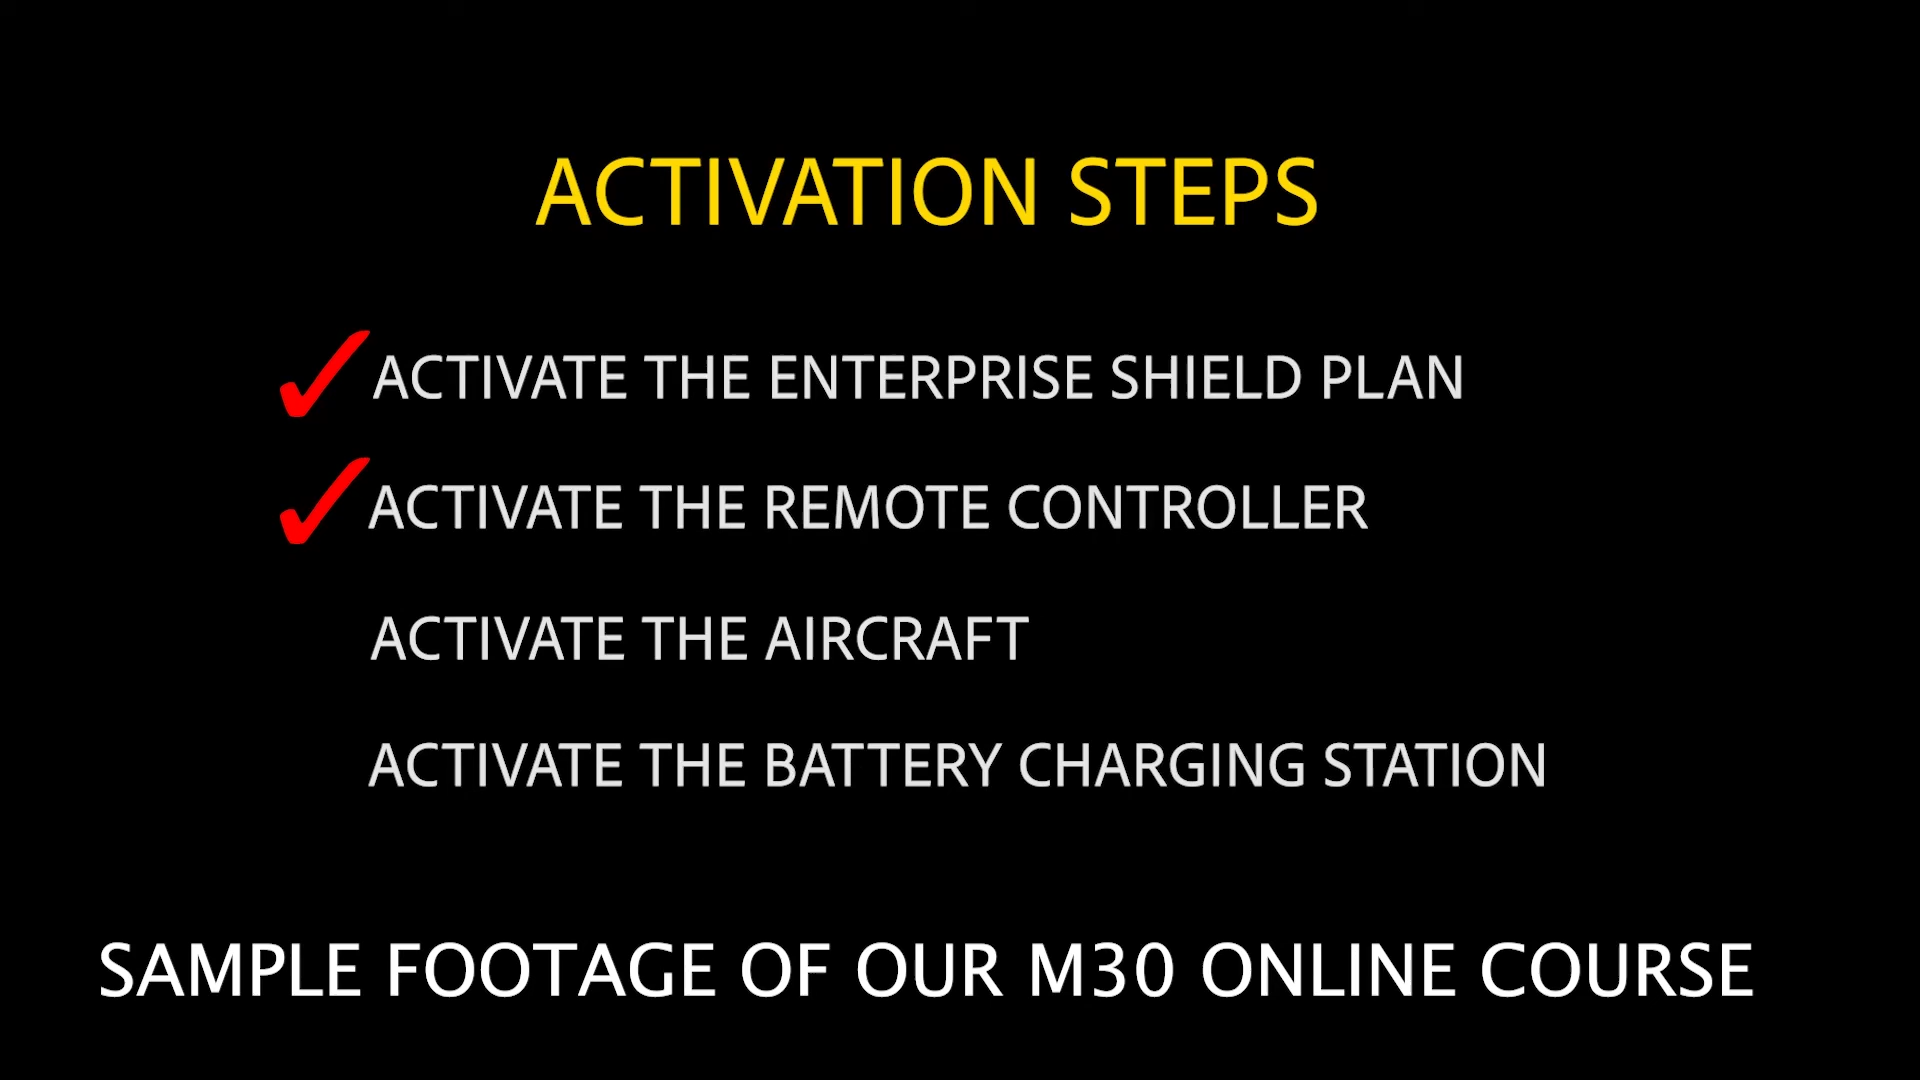 ACTIVATION STEPS
✓ ACTIVATE THE ENTERPRISE SHIELD PLAN
✓ ACTIVATE THE REMOTE CONTROLLER
ACTIVATE THE AIRCRAFT
ACTIVATE THE BATTERY CHARGING STATION
SAMPLE FOOTAGE OF OUR M30 ONLINE COURSE